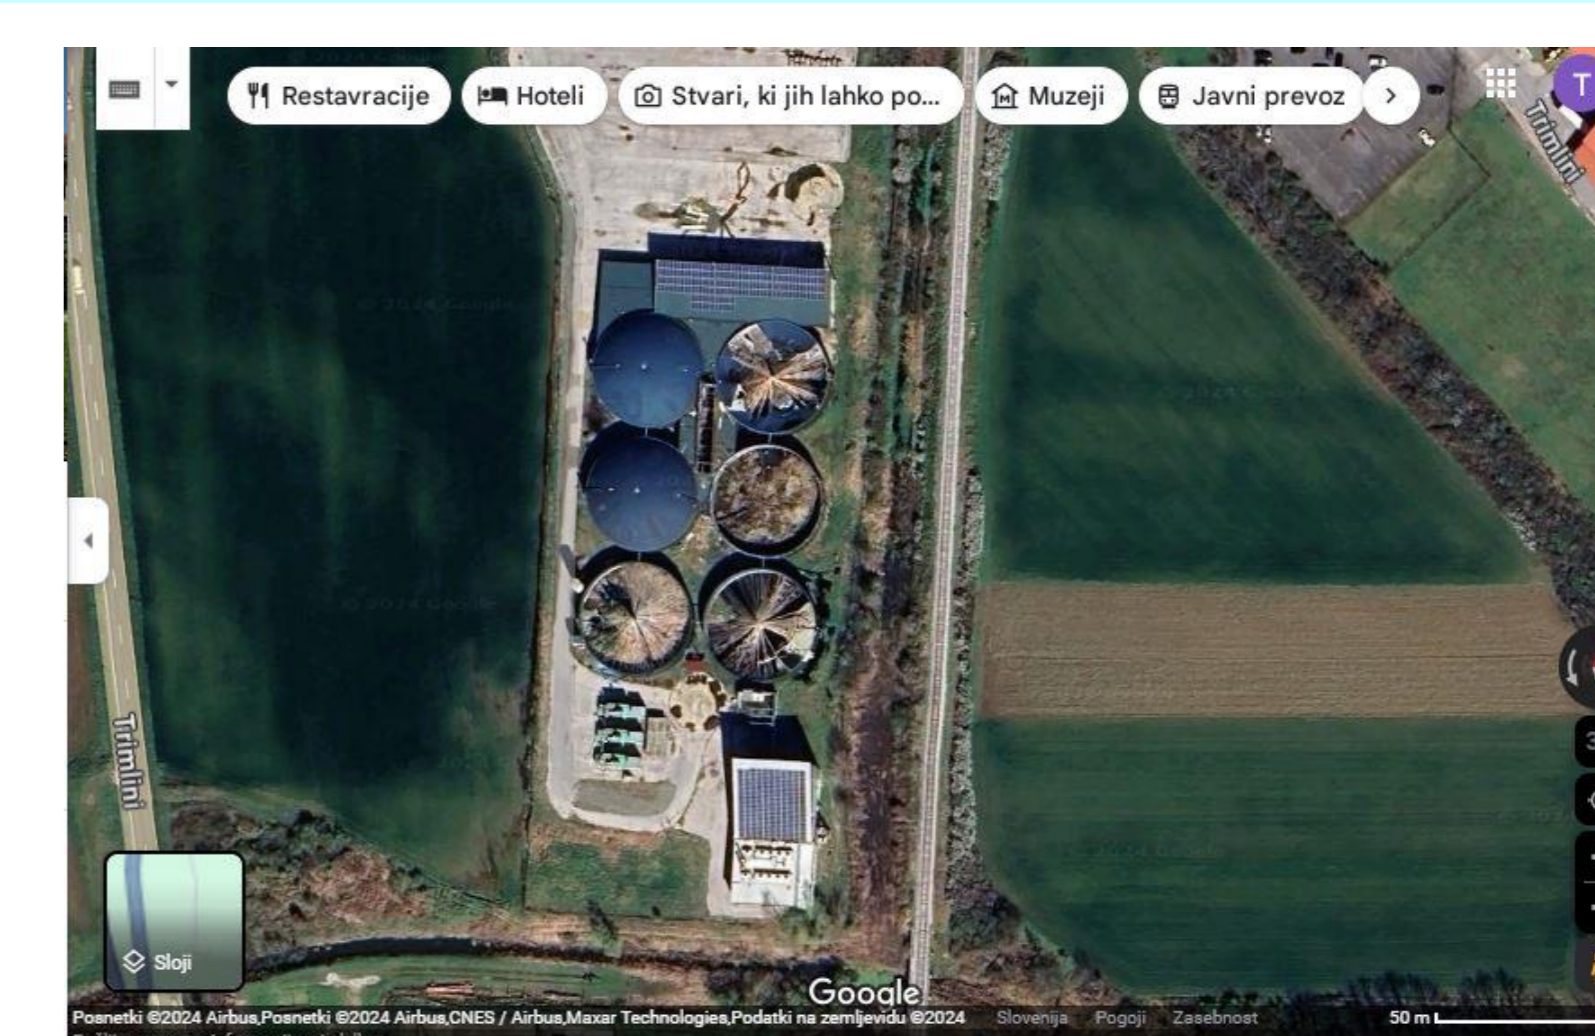 Restavracije
Hoteli
Stvari, ki jih lahko po...
Muzeji
Javni prevoz
T
Trimlini
Trimlini
Sloji
Google
Posnetki ©2024 Airbus,Posnetki ©2024 Airbus,CNES / Airbus,Maxar Technologies,Podatki na zemljevidu ©2024 Slovenija Pogoji Zasebnost 50 m